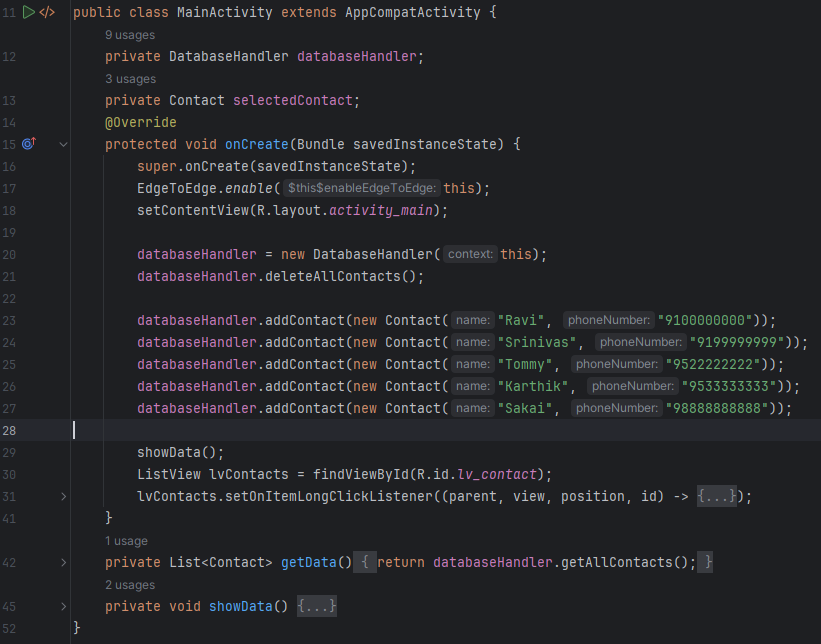 11 public class MainActivity extends AppCompatActivity {
9 usages
12 private DatabaseHandler databaseHandler;
3 usages
13 private Contact selectedContact;
14 @Override
15 protected void onCreate(Bundle savedInstanceState) {
16 super.onCreate(savedInstanceState);
17 EdgeToEdge.enable( $this$enableEdgeToEdge: this);
18 setContentView(R.layout.activity_main);
19
20 databaseHandler = new DatabaseHandler( context: this);
21 databaseHandler.deleteAllContacts();
22
23 databaseHandler.addContact(new Contact( name: "Ravi", phoneNumber: "9100000000"));
24 databaseHandler.addContact(new Contact( name: "Srinivas", phoneNumber: "9199999999"));
25 databaseHandler.addContact(new Contact( name: "Tommy", phoneNumber: "9522222222"));
26 databaseHandler.addContact(new Contact( name: "Karthik", phoneNumber: "9533333333"));
27 databaseHandler.addContact(new Contact( name: "Sakai", phoneNumber: "98888888888"));
28
29 showData();
30 ListView lvContacts = findViewById(R.id.lv_contact);
31 lvContacts.setOnItemLongClickListener((parent, view, position, id) -> {...});
41 }
1 usage
42 private List<Contact> getData() { return databaseHandler.getAllContacts(); }
2 usages
45 private void showData() {...}
52 }